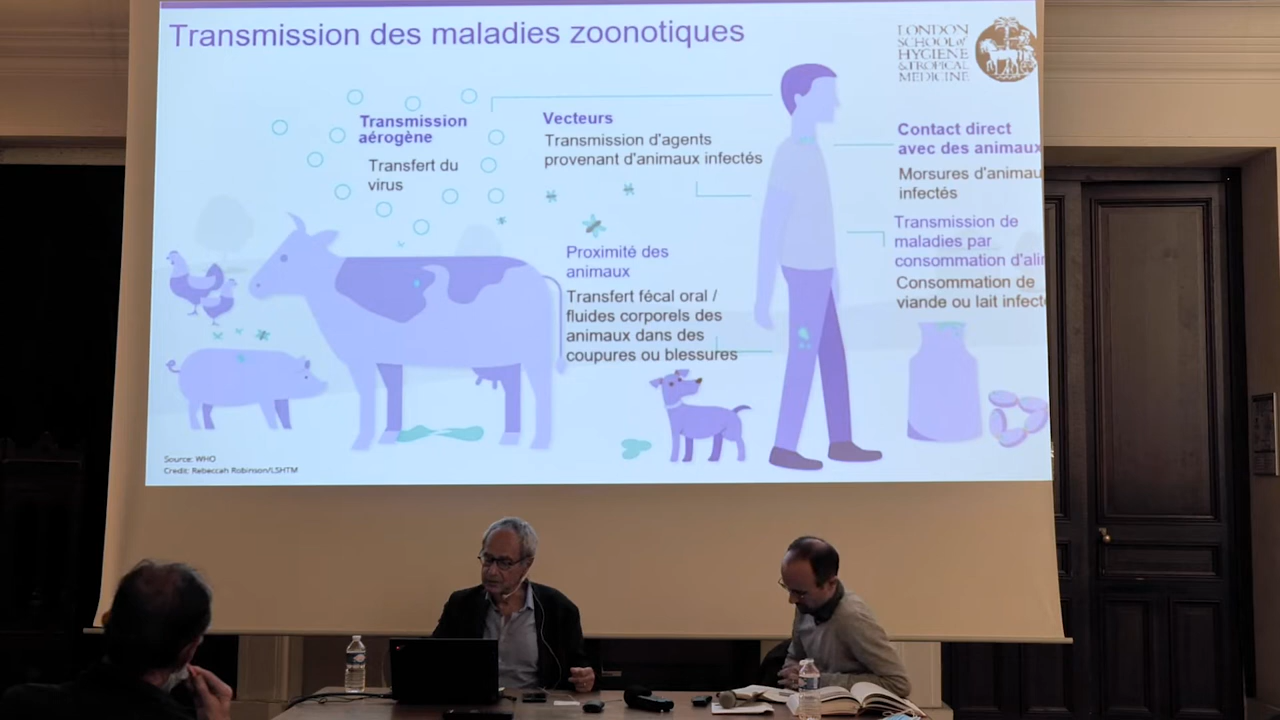 Transmission des maladies zoonotiques
LONDON
SCHOOL of
HYGIENE
& TROPICAL
MEDICINE
Transmission
aérogène
Transfert du
virus
Vecteurs
Transmission d'agents
provenant d'animaux infectés
Contact direct
avec des animaux
Morsures d'animau
infectés
Transmission de
maladies par
consommation d'alim
Consommation de
viande ou lait infect
Proximité des
animaux
Transfert fécal oral /
fluides corporels des
animaux dans des
coupures ou blessures
Source: WHO
Credit: Rebeccah Robinson/LSHTM